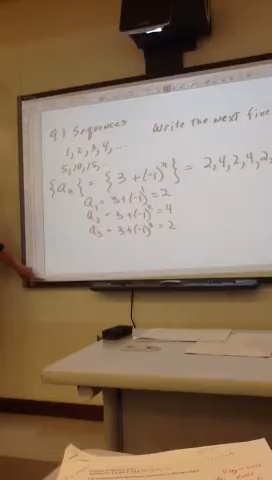 9.1 Sequences
Write the next five
1, 2, 3, 4, ...
5, 10, 15, ..
{an} = {3 + (-1)^n} = 2, 4, 2, 4, 2,
a1 = 3 + (-1)^1 = 2
a2 = 3 + (-1)^2 = 4
a3 = 3 + (-1)^3 = 2